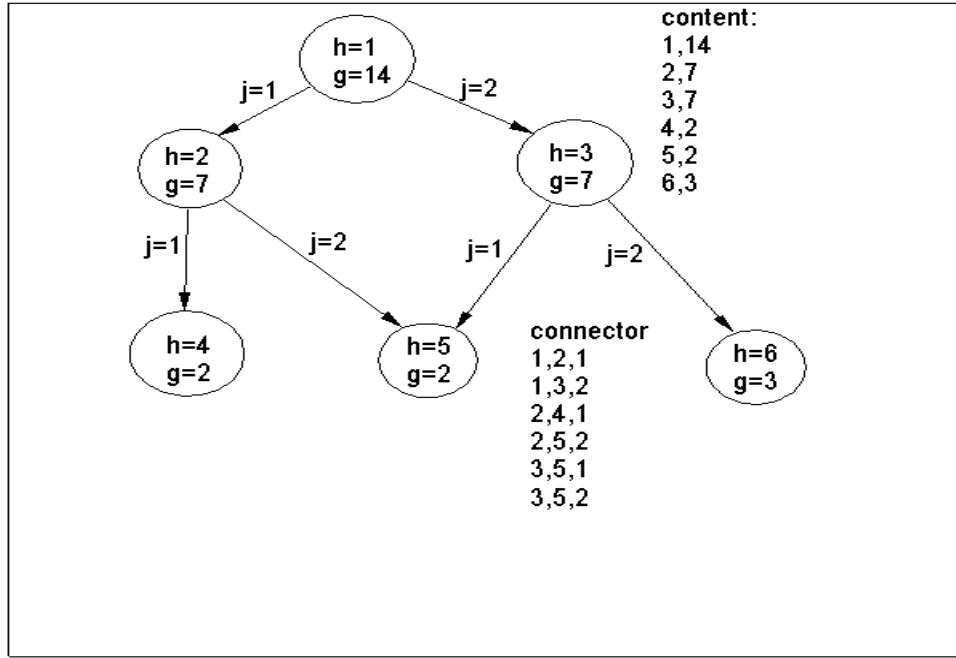 h=1
g=14
content:
1,14
2,7
3,7
4,2
5,2
6,3
j=1
j=2
h=2
g=7
h=3
g=7
j=1
j=2
j=1
j=2
h=4
g=2
h=5
g=2
connector
1,2,1
1,3,2
2,4,1
2,5,2
3,5,1
3,5,2
h=6
g=3